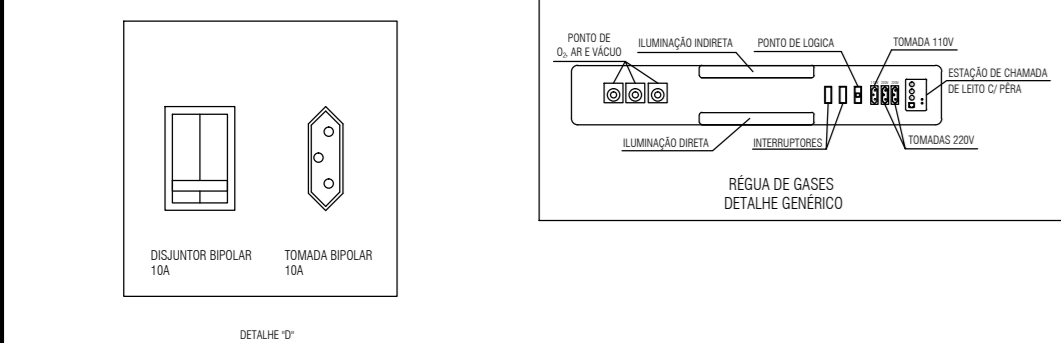 DISJUNTOR BIPOLAR
10A
TOMADA BIPOLAR
10A
DETALHE "D"
PONTO DE
O₂, AR E VÁCUO
ILUMINAÇÃO INDIRETA
PONTO DE LOGICA
TOMADA 110V
ESTAÇÃO DE CHAMADA
DE LEITO C/ PÊRA
ILUMINAÇÃO DIRETA
INTERRUPTORES
TOMADAS 220V
RÉGUA DE GASES
DETALHE GENÉRICO